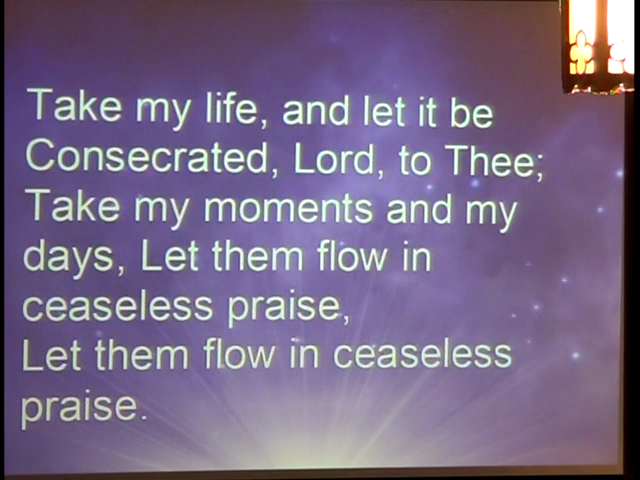 Take my life, and let it be
Consecrated, Lord, to Thee;
Take my moments and my
days, Let them flow in
ceaseless praise,
Let them flow in ceaseless
praise.